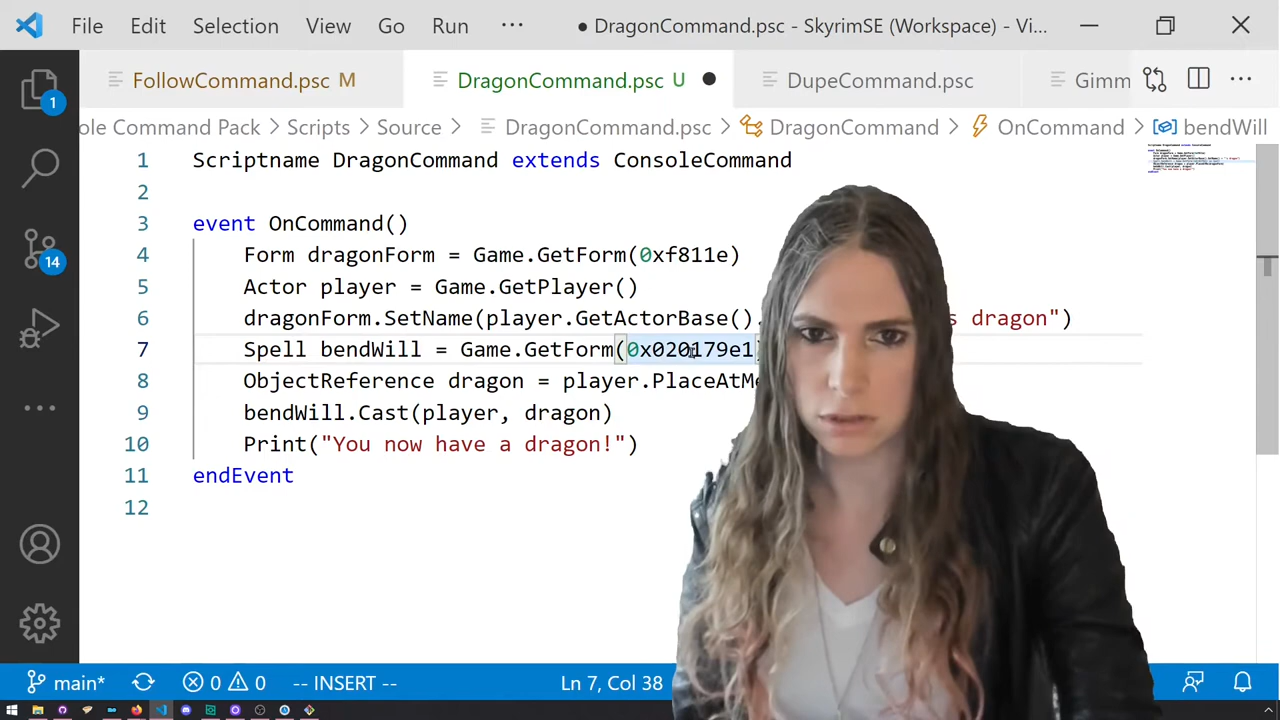 File Edit Selection View Go Run ··· ● DragonCommand.psc - SkyrimSE (Workspace) - Vi...
FollowCommand.psc M DragonCommand.psc U DupeCommand.psc Gimm
ole Command Pack > Scripts > Source > DragonCommand.psc > DragonCommand > OnCommand > bendWill
1 Scriptname DragonCommand extends ConsoleCommand
2
3 event OnCommand()
4 Form dragonForm = Game.GetForm(0xf811e)
5 Actor player = Game.GetPlayer()
6 dragonForm.SetName(player.GetActorBase(). s dragon")
7 Spell bendWill = Game.GetForm(0x020179e1)
8 ObjectReference dragon = player.PlaceAtMe
9 bendWill.Cast(player, dragon)
10 Print("You now have a dragon!")
11 endEvent
12
1
14
main* 0 0 -- INSERT -- Ln 7, Col 38